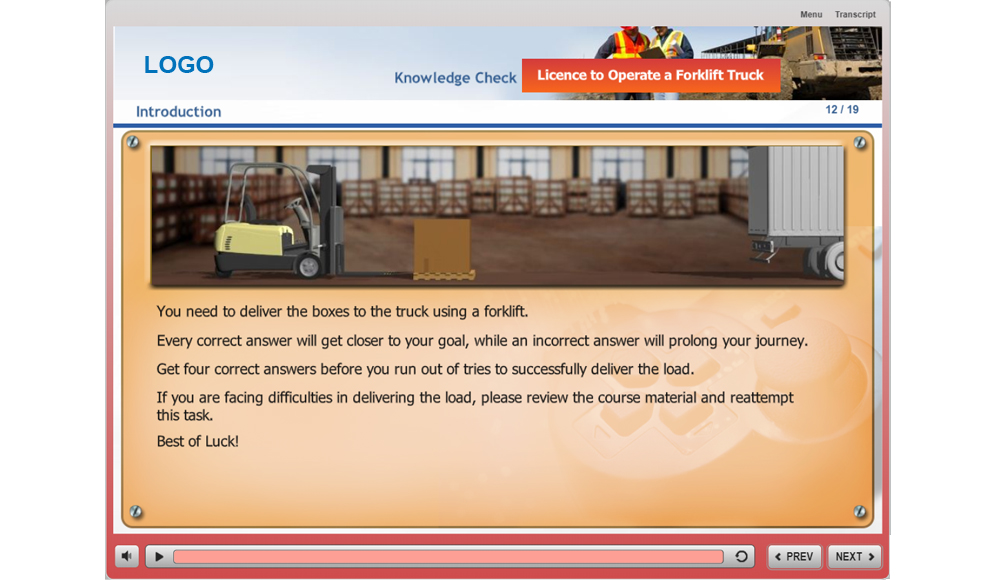 Menu Transcript
LOGO
Knowledge Check
Licence to Operate a Forklift Truck
Introduction
12 / 19
You need to deliver the boxes to the truck using a forklift.
Every correct answer will get closer to your goal, while an incorrect answer will prolong your journey.
Get four correct answers before you run out of tries to successfully deliver the load.
If you are facing difficulties in delivering the load, please review the course material and reattempt
this task.
Best of Luck!
PREV
NEXT